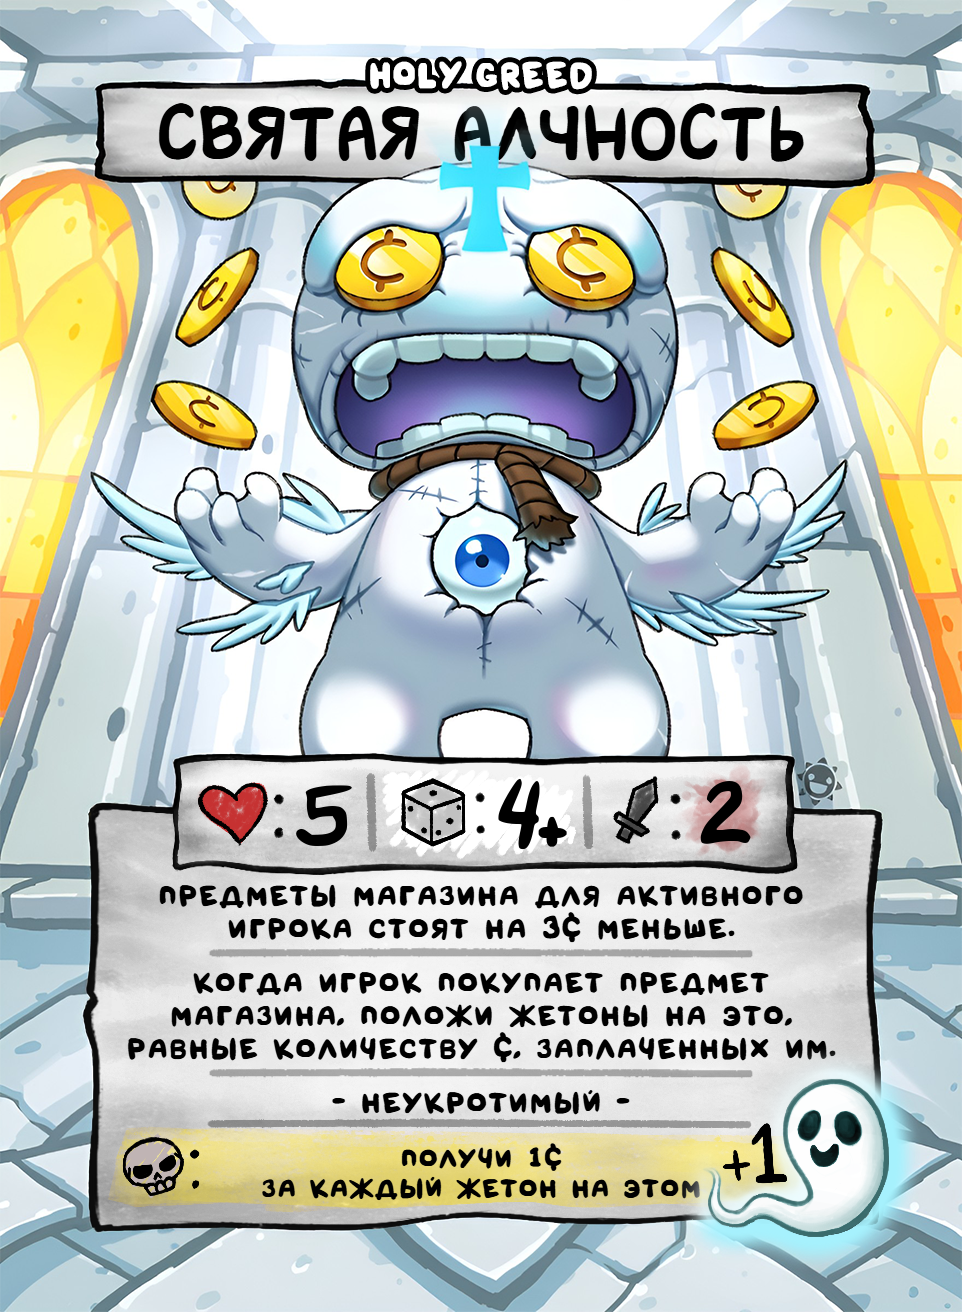 HOLY GREED
СВЯТАЯ АЛЧНОСТЬ
: 5 : 4+ : 2
ПРЕДМЕТЫ МАГАЗИНА ДЛЯ АКТИВНОГО
ИГРОКА СТОЯТ НА 3¢ МЕНЬШЕ.
КОГДА ИГРОК ПОКУПАЕТ ПРЕДМЕТ
МАГАЗИНА, ПОЛОЖИ ЖЕТОНЫ НА ЭТО,
РАВНЫЕ КОЛИЧЕСТВУ ¢, ЗАПЛАЧЕННЫХ ИМ.
- НЕУКРОТИМЫЙ -
: ПОЛУЧИ 1¢
ЗА КАЖДЫЙ ЖЕТОН НА ЭТОМ
+1